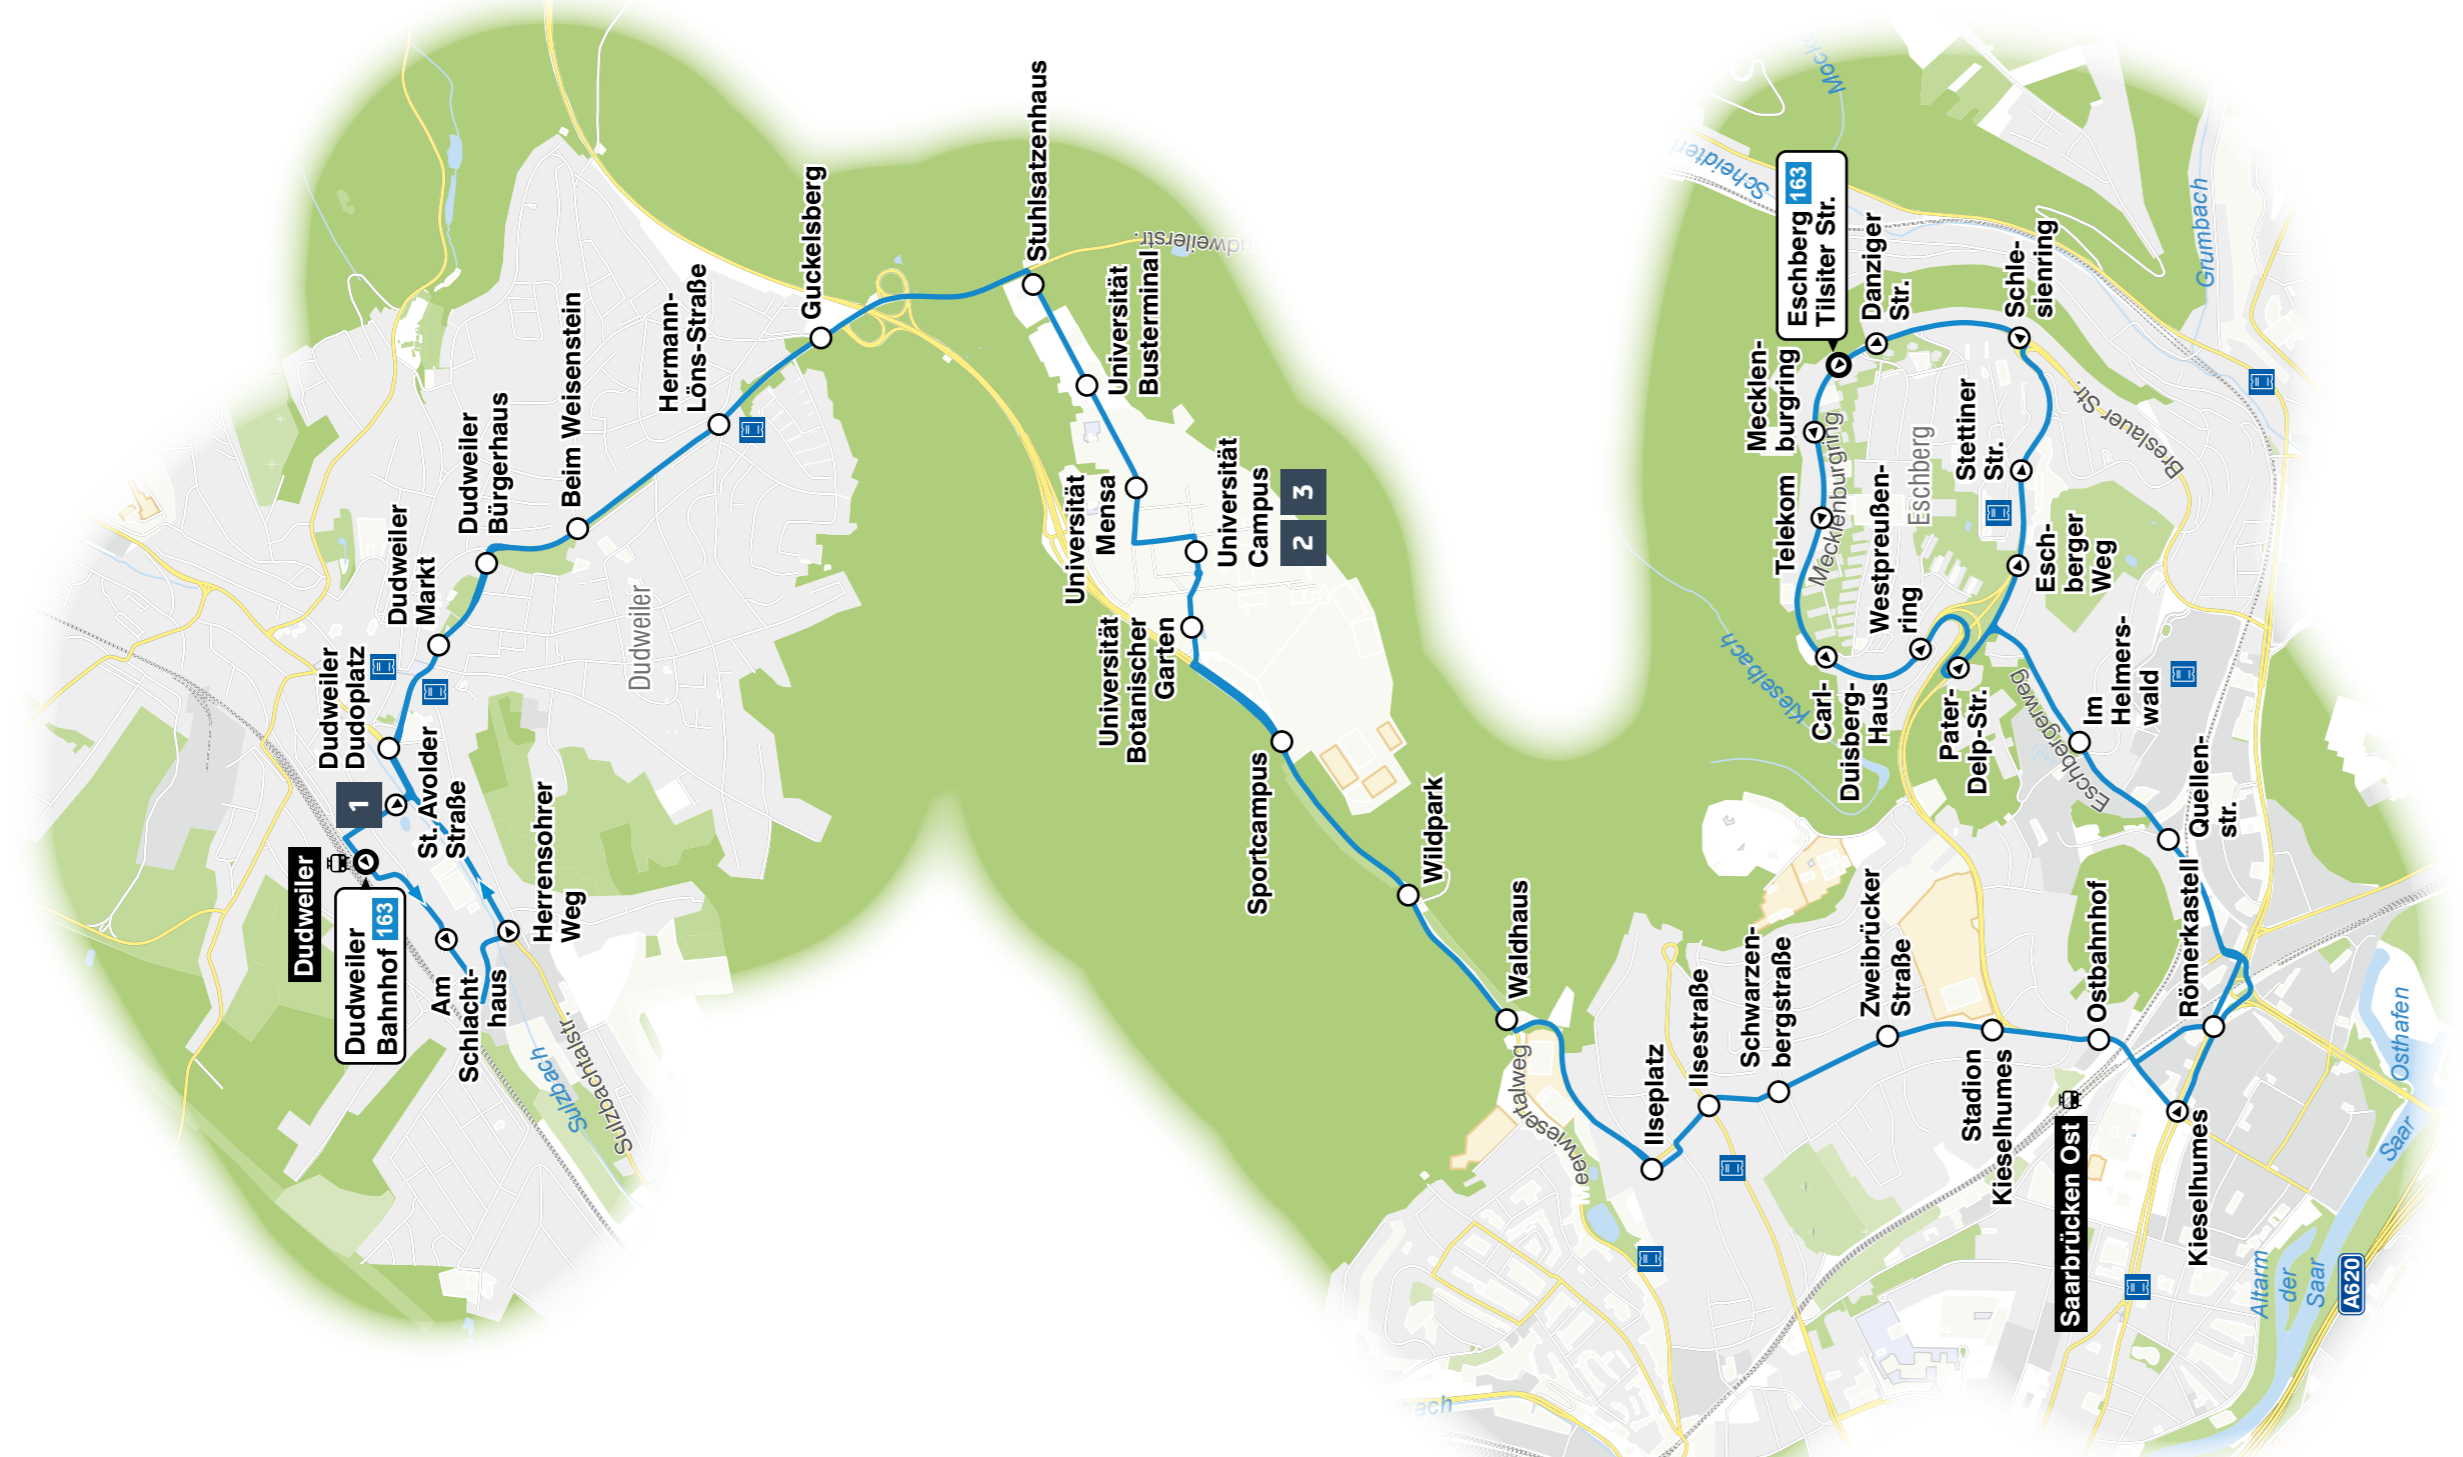 Dudweiler
Dudweiler
Bahnhof 163
1
Am
Schlacht-
haus
Herrensohrer
Weg
St. Avolder
Straße
Dudweiler
Dudoplatz
Dudweiler
Markt
Dudweiler
Bürgerhaus
Beim Weisenstein
Hermann-
Löns-Straße
Guckelsberg
Stuhlsatzenhaus
Universität
Busterminal
Universität
Mensa
Universität
Campus
2 3
Universität
Botanischer
Garten
Sportcampus
Wildpark
Waldhaus
Ilseplatz
Ilsestraße
Schwarzen-
bergstraße
Zweibrücker
Straße
Stadion
Kieselhumes
Ostbahnhof
Saarbrücken Ost
Kieselhumes
Römerkastell
Quellen-
str.
Im
Helmers-
wald
Esch-
berger
Weg
Stettiner
Str.
Schle-
sienring
Danziger
Str.
Eschberg 163
Tilsiter Str.
Mecklen-
burgring
Telekom
Carl-
Duisberg-
Haus
Westpreußen-
ring
Pater-
Delp-Str.
Dudweiler
Eschberg
Sulzbach
Sulzbachtalstr.
Meerwiesertalweg
Mecklenburgring
Breslauer Str.
Eschbergerweg
Kieselbach
Grumbach
Osthafen
Saar
Altarm
der
Saar
A620